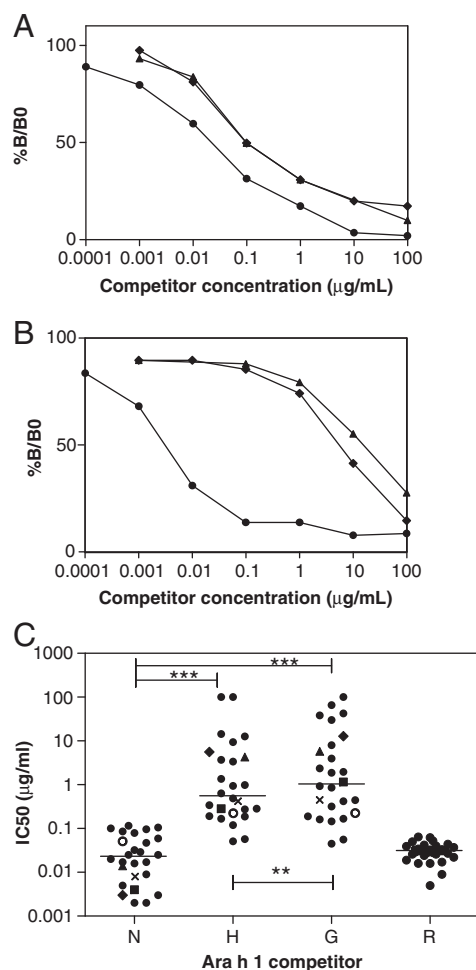 A
100
50
0
%B/B0
0.0001 0.001 0.01 0.1 1 10 100
Competitor concentration (μg/mL)
B
100
50
0
%B/B0
0.0001 0.001 0.01 0.1 1 10 100
Competitor concentration (μg/mL)
C
1000
100
10
1
0.1
0.01
0.001
IC50 (μg/ml)
***
***
**
N H G R
Ara h 1 competitor